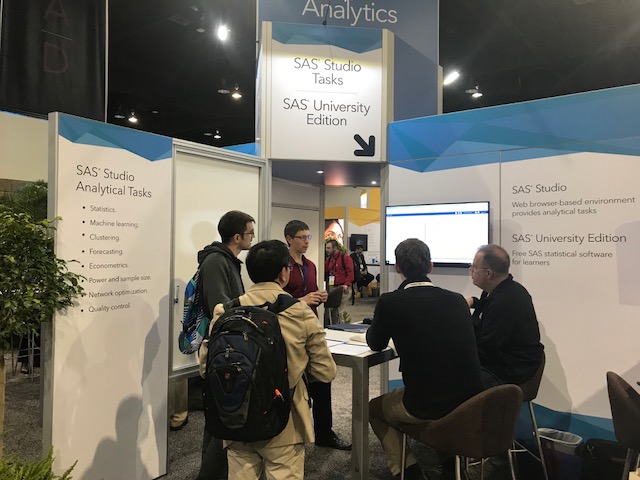 Analytics
SAS® Studio
Tasks
SAS® University
Edition
SAS® Studio
Analytical Tasks
• Statistics.
• Machine learning.
• Clustering.
• Forecasting.
• Econometrics.
• Power and sample size.
• Network optimization.
• Quality control.
SAS® Studio
Web browser-based environment
provides analytical tasks
SAS® University Edition
Free SAS statistical software
for learners